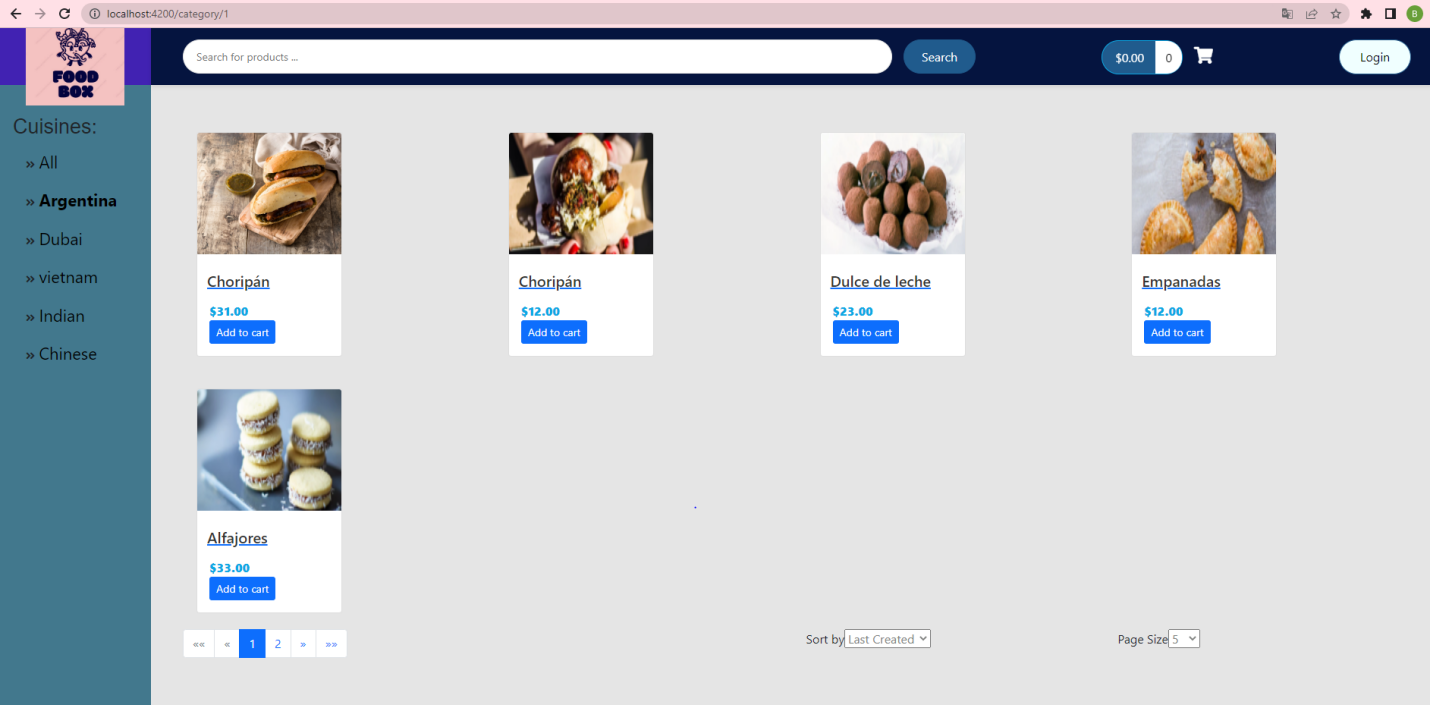 localhost:4200/category/1
B
FOOD
BOX
Search for products ...
Search
$0.00 0
Login
Cuisines:
» All
» Argentina
» Dubai
» vietnam
» Indian
» Chinese
Choripán
$31.00
Add to cart
Choripán
$12.00
Add to cart
Dulce de leche
$23.00
Add to cart
Empanadas
$12.00
Add to cart
Alfajores
$33.00
Add to cart
«« « 1 2 » »»
Sort by Last Created
Page Size 5